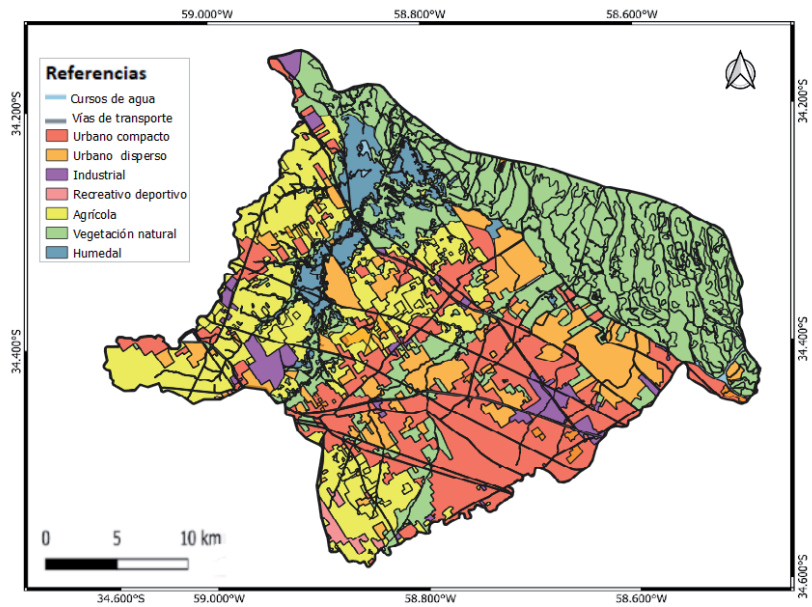 59.000°W 58.800°W 58.600°W
34.200°S 34.200°S
Referencias
Cursos de agua
Vías de transporte
Urbano compacto
Urbano disperso
Industrial
Recreativo deportivo
Agrícola
Vegetación natural
Humedal
34.400°S 34.400°S
0 5 10 km
34.600°S
34.600°S 59.000°W 58.800°W 58.600°W